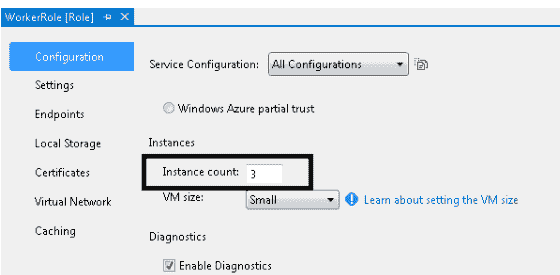 WorkerRole [Role]
Configuration
Service Configuration: All Configurations
Settings
Windows Azure partial trust
Endpoints
Local Storage
Instances
Certificates
Instance count: 3
Virtual Network
VM size: Small Learn about setting the VM size
Caching
Diagnostics
Enable Diagnostics